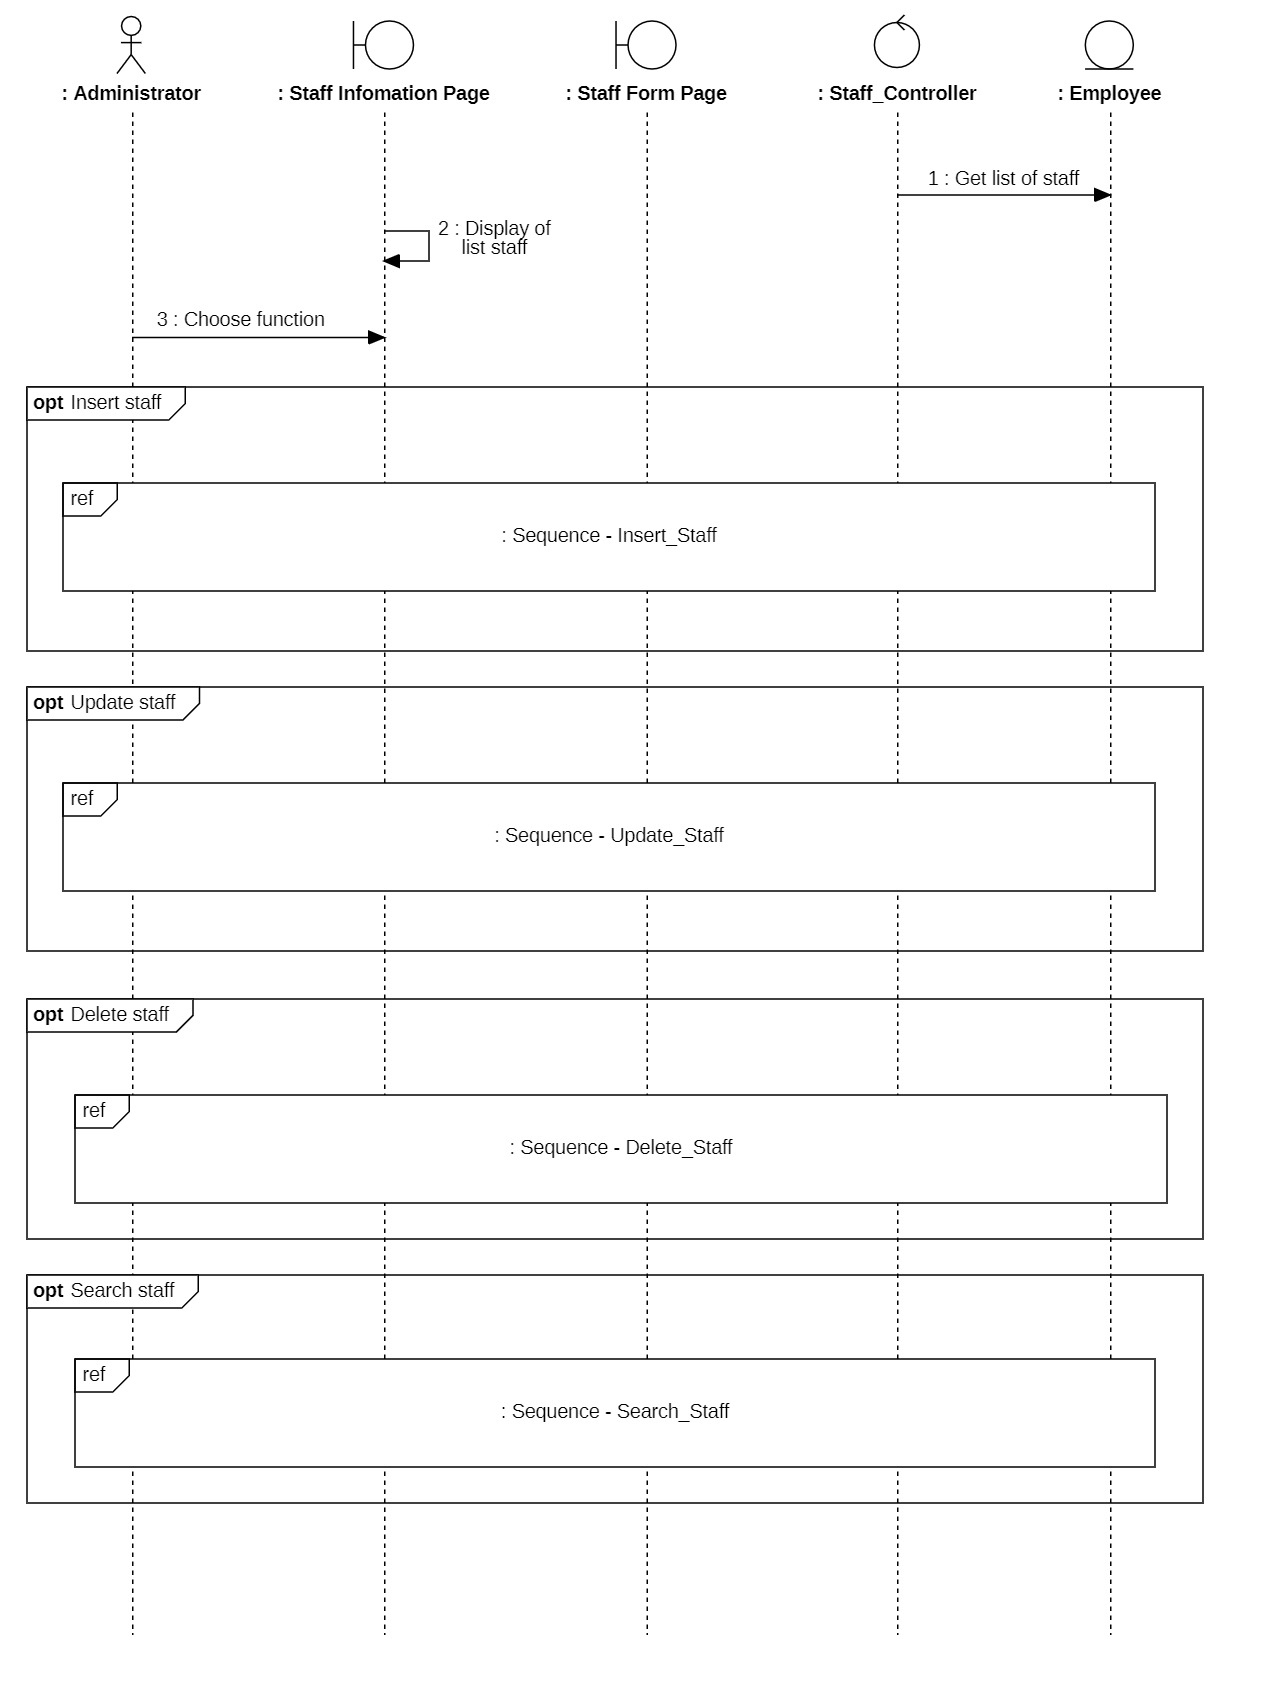 : Administrator
: Staff Infomation Page
: Staff Form Page
: Staff_Controller
: Employee
1 : Get list of staff
2 : Display of
list staff
3 : Choose function
opt Insert staff
ref
: Sequence - Insert_Staff
opt Update staff
ref
: Sequence - Update_Staff
opt Delete staff
ref
: Sequence - Delete_Staff
opt Search staff
ref
: Sequence - Search_Staff